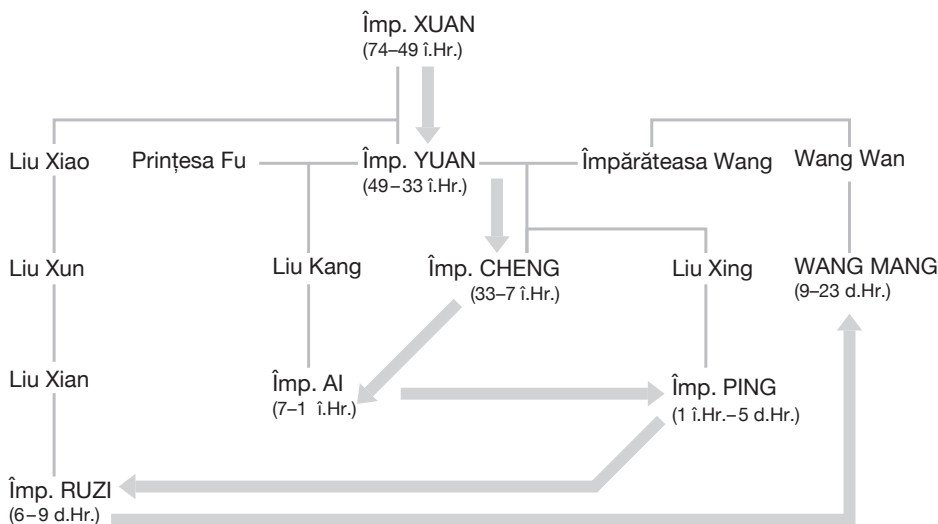 Împ. XUAN
(74–49 î.Hr.)
Liu Xiao
Prințesa Fu
Împ. YUAN
(49–33 î.Hr.)
Împărăteasa Wang
Wang Wan
Liu Xun
Liu Kang
Împ. CHENG
(33–7 î.Hr.)
Liu Xing
WANG MANG
(9–23 d.Hr.)
Liu Xian
Împ. AI
(7–1 î.Hr.)
Împ. PING
(1 î.Hr.–5 d.Hr.)
Împ. RUZI
(6–9 d.Hr.)